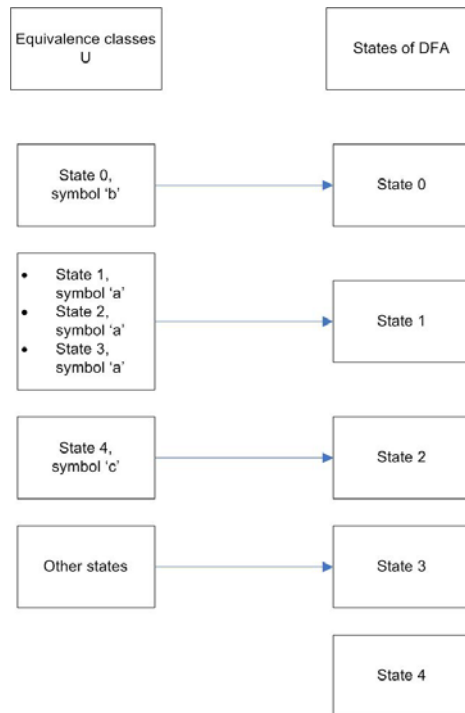 Equivalence classes
U
States of DFA
State 0,
symbol ‘b’
State 0
• State 1,
symbol ‘a’
• State 2,
symbol ‘a’
• State 3,
symbol ‘a’
State 1
State 4,
symbol ‘c’
State 2
Other states
State 3
State 4